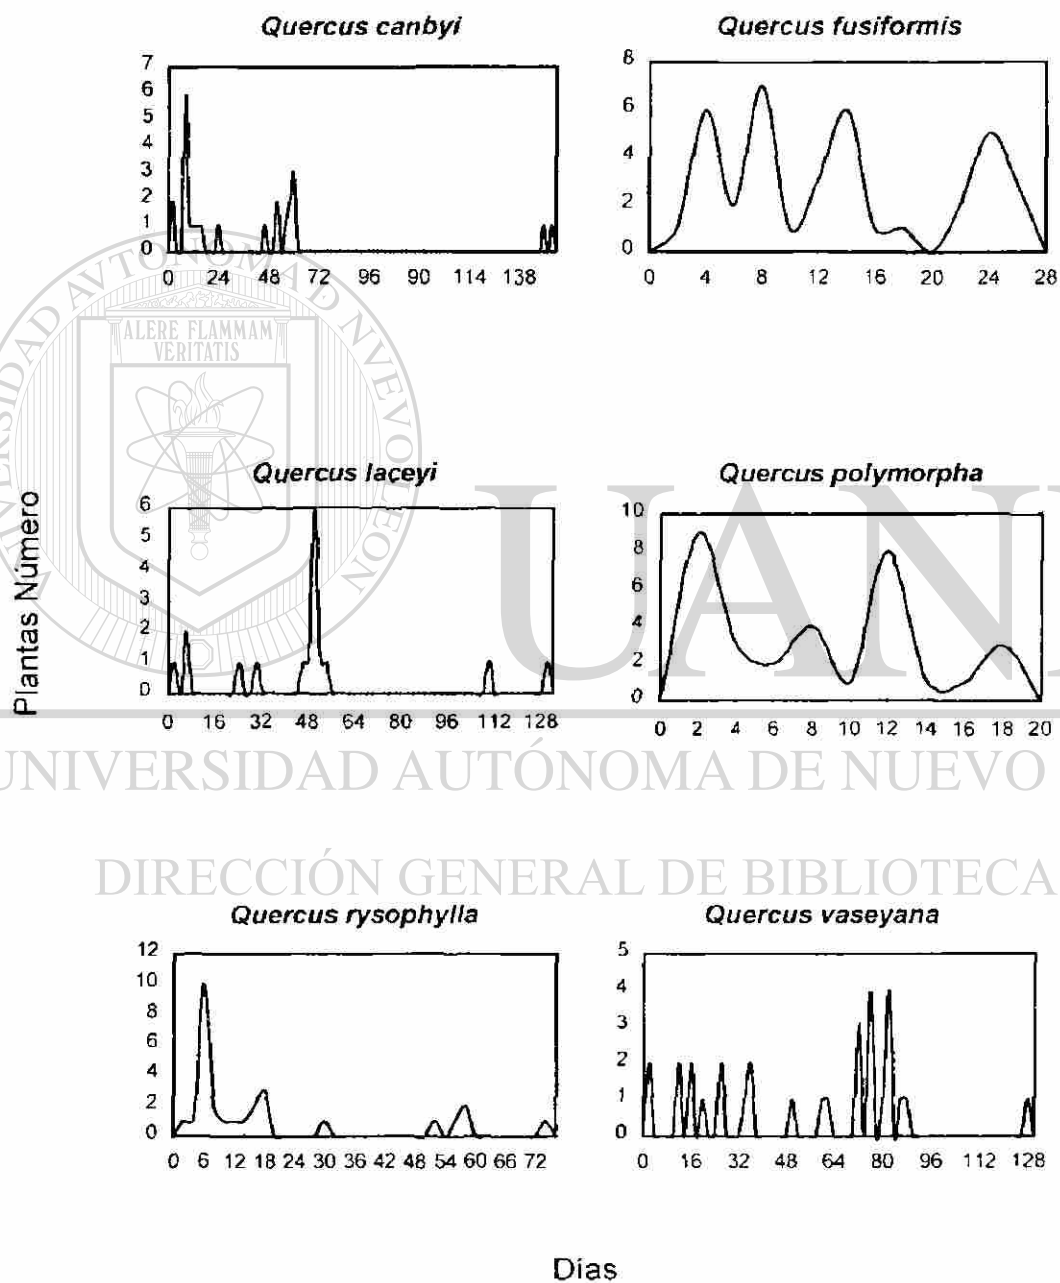 Quercus canbyi
7
6
5
4
3
2
1
0
0 24 48 72 96 90 114 138
Quercus fusiformis
8
6
4
2
0
0 4 8 12 16 20 24 28
ALERE FLAMMAM
VERITATIS
Plantas Número
Quercus laceyi
6
5
4
3
2
1
0
0 16 32 48 64 80 96 112 128
Quercus polymorpha
10
8
6
4
2
0
0 2 4 6 8 10 12 14 16 18 20
UAN
UNIVERSIDAD AUTÓNOMA DE NUEVO
DIRECCIÓN GENERAL DE BIBLIOTECA
Quercus rysophylla
12
10
8
6
4
2
0
0 6 12 18 24 30 36 42 48 54 60 66 72
Quercus vaseyana
5
4
3
2
1
0
0 16 32 48 64 80 96 112 128
Días